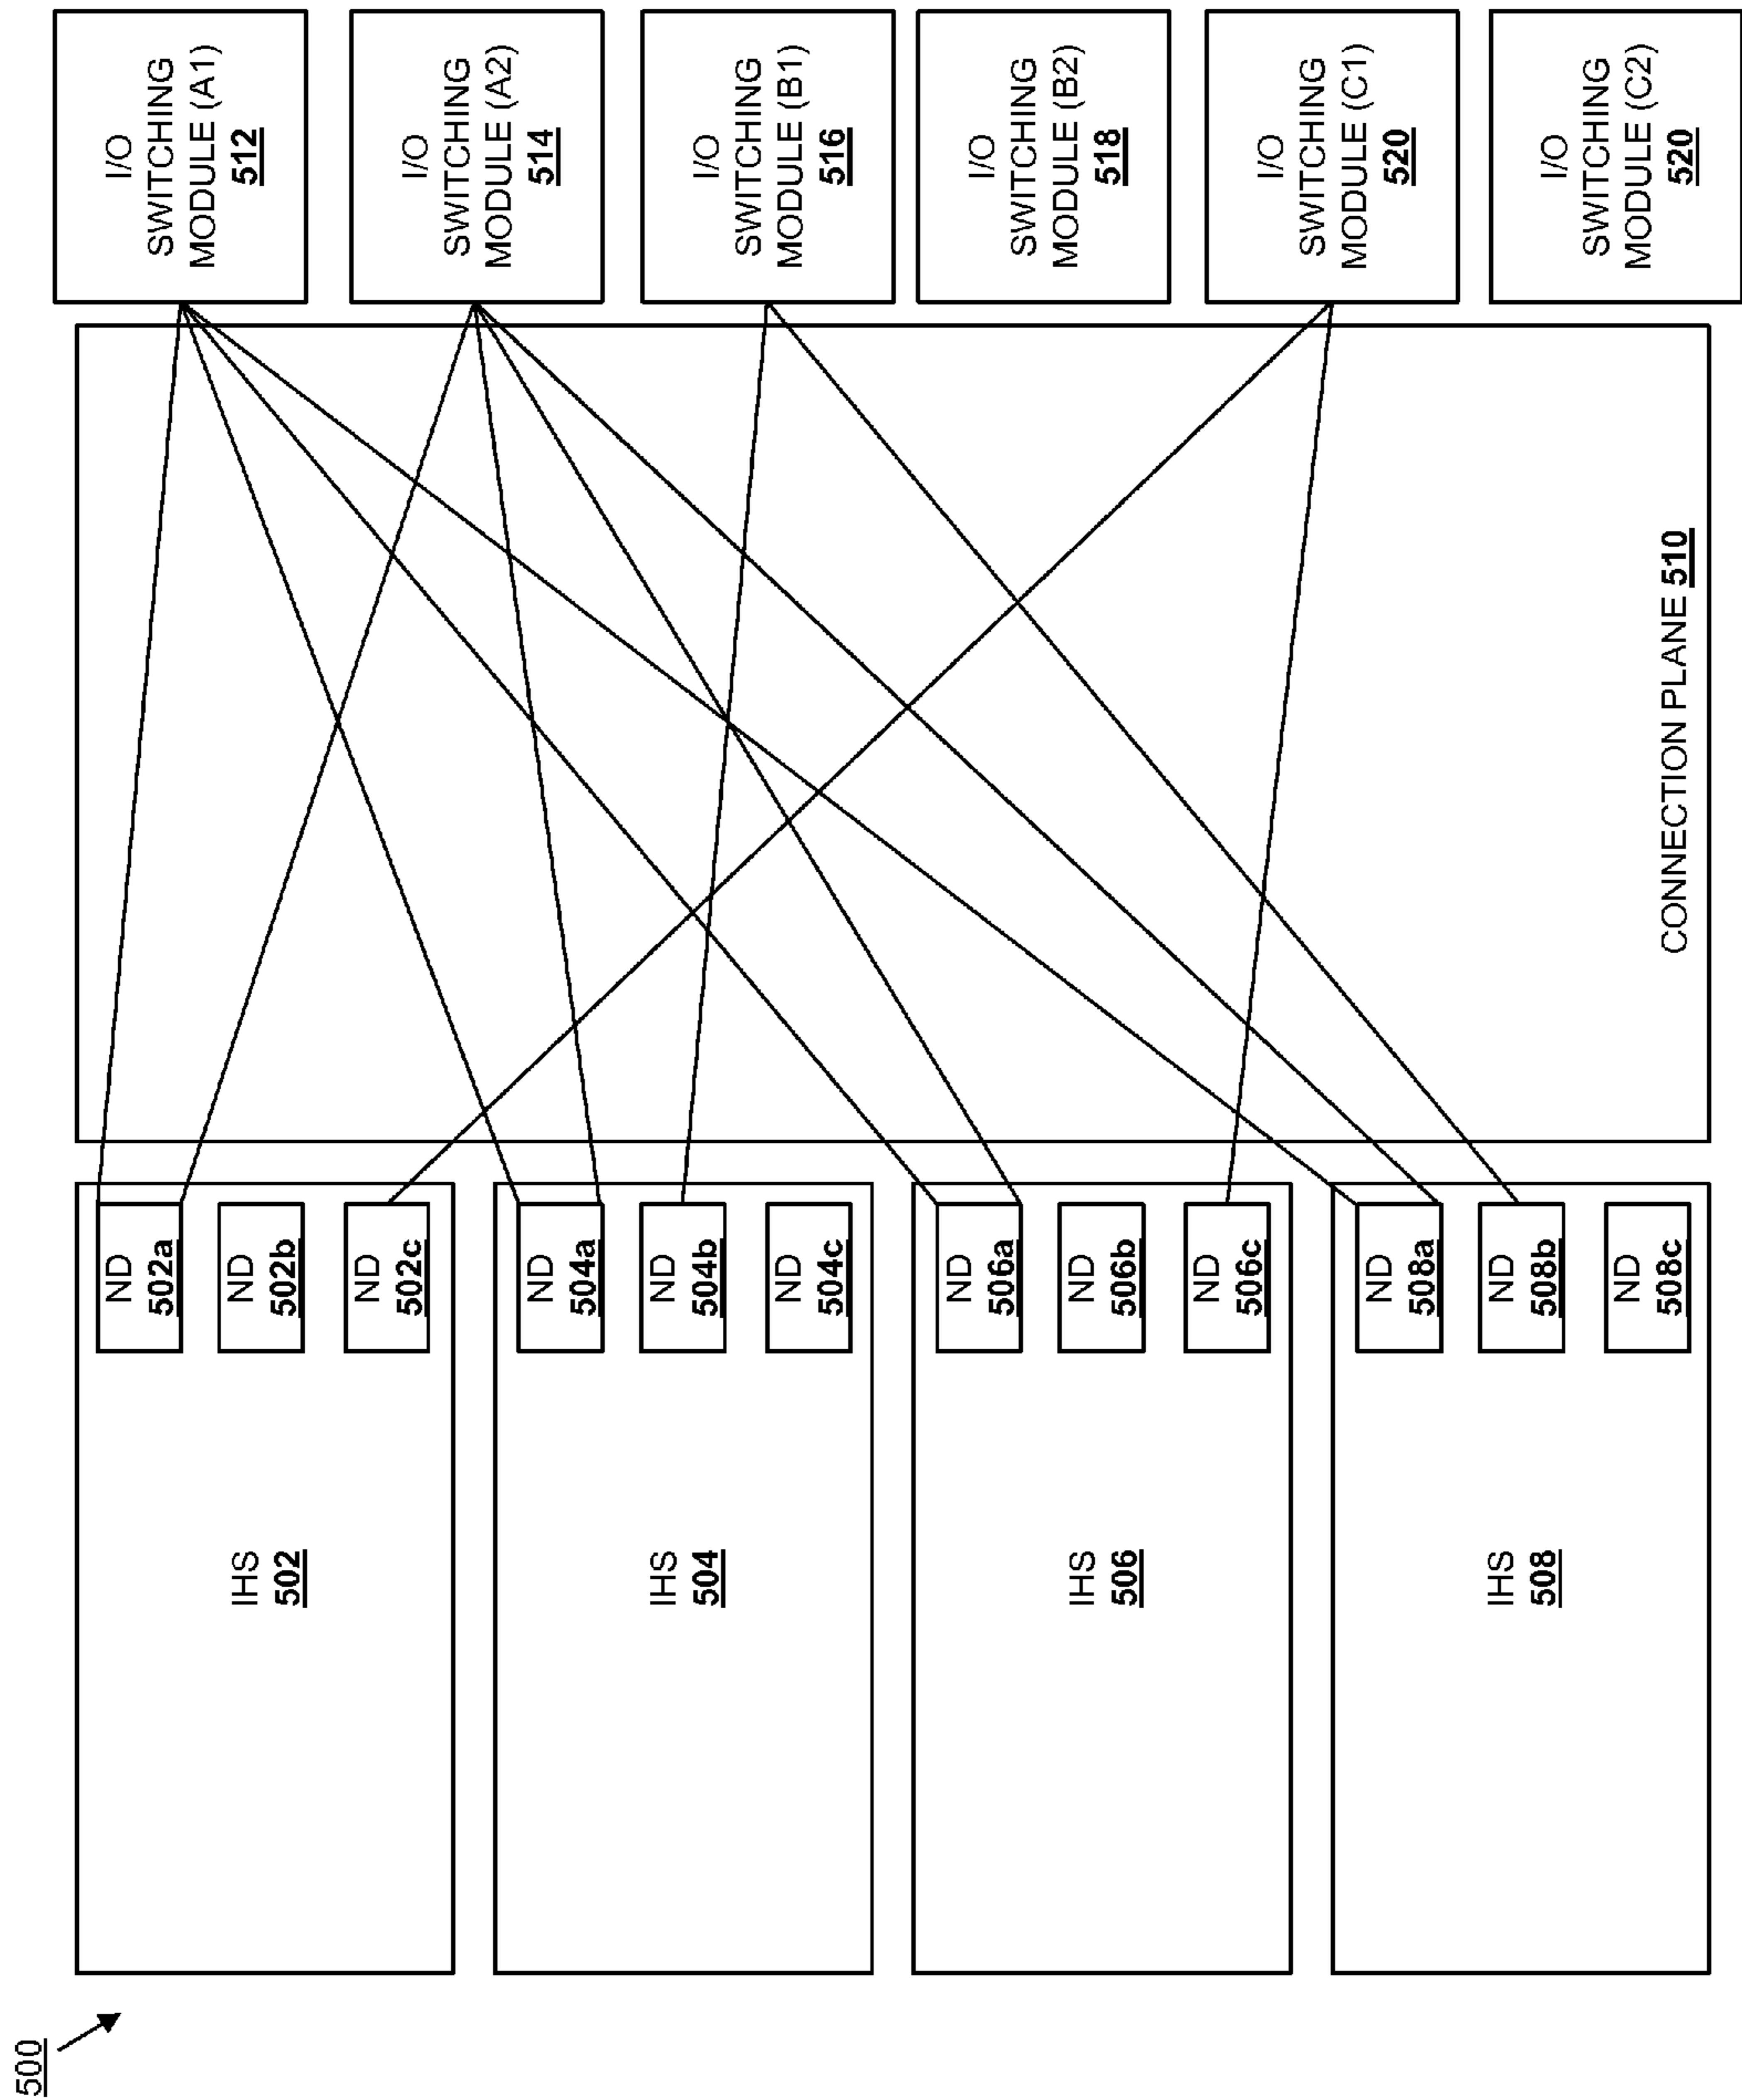 500
IHS
502
ND
502a
ND
502b
ND
502c
IHS
504
ND
504a
ND
504b
ND
504c
IHS
506
ND
506a
ND
506b
ND
506c
IHS
508
ND
508a
ND
508b
ND
508c
CONNECTION PLANE 510
I/O
SWITCHING
MODULE (A1)
512
I/O
SWITCHING
MODULE (A2)
514
I/O
SWITCHING
MODULE (B1)
516
I/O
SWITCHING
MODULE (B2)
518
I/O
SWITCHING
MODULE (C1)
520
I/O
SWITCHING
MODULE (C2)
520